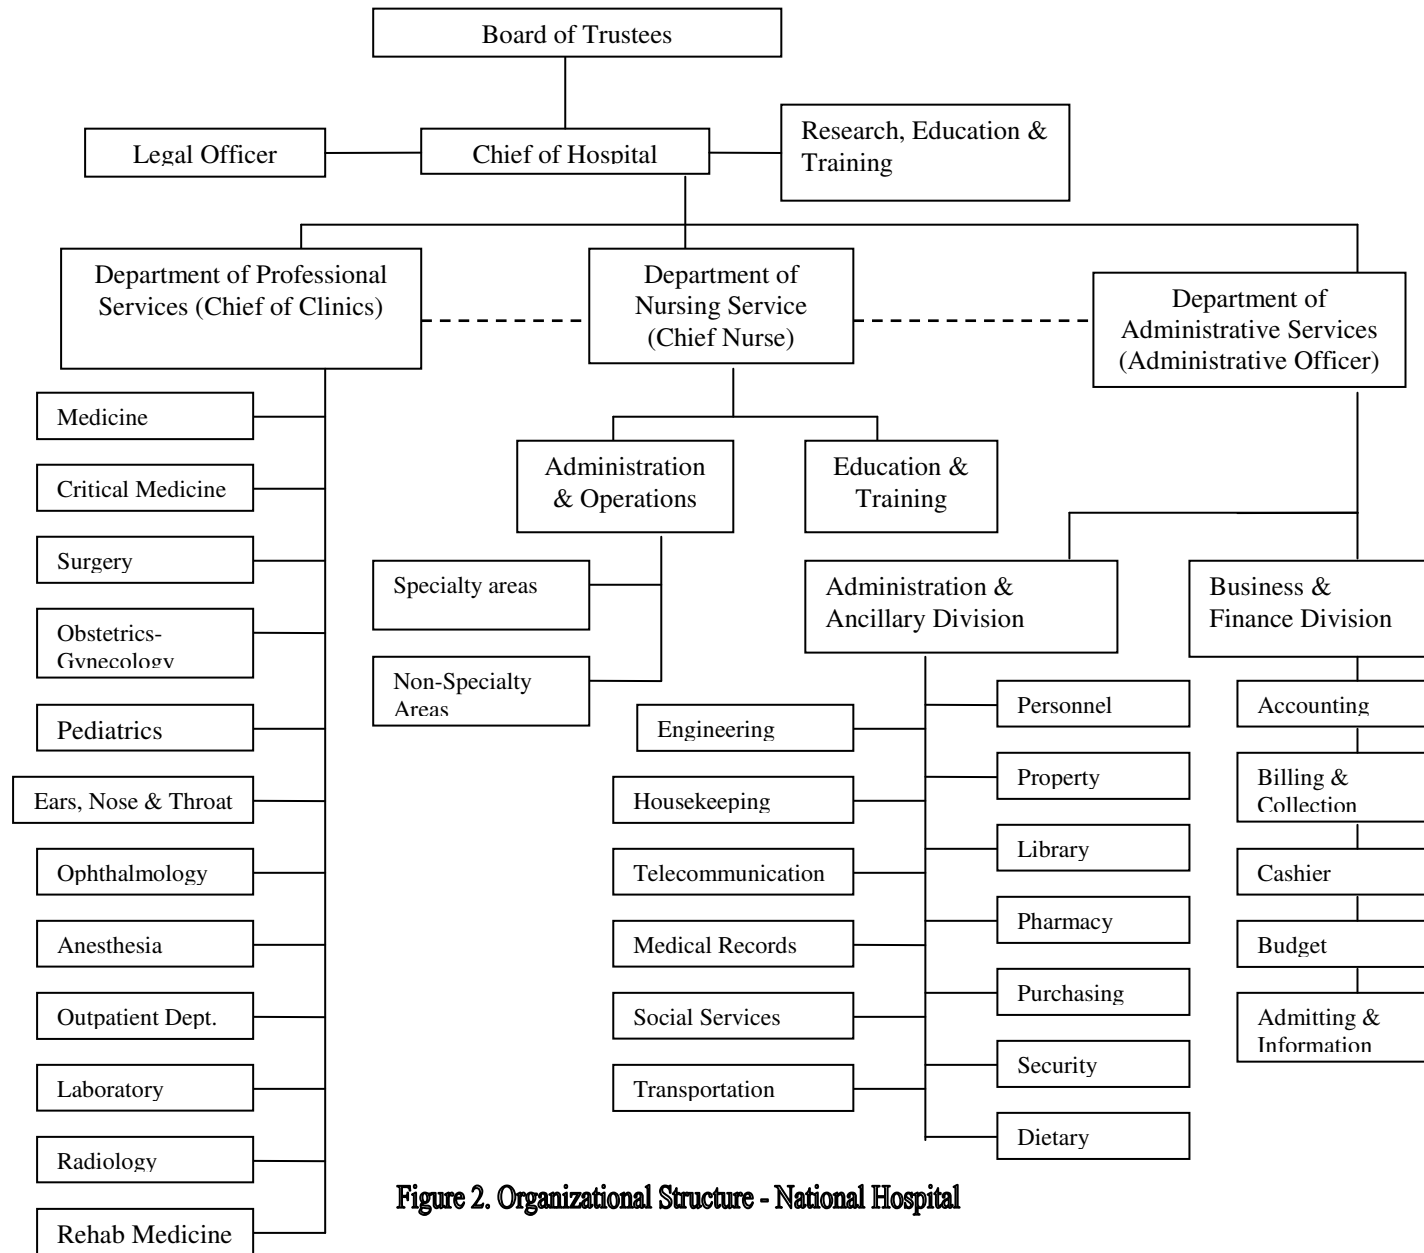 Board of Trustees
Legal Officer
Chief of Hospital
Research, Education &
Training
Department of Professional
Services (Chief of Clinics)
Department of
Nursing Service
(Chief Nurse)
Department of
Administrative Services
(Administrative Officer)
Medicine
Critical Medicine
Surgery
Obstetrics-
Gynecology
Pediatrics
Ears, Nose & Throat
Ophthalmology
Anesthesia
Outpatient Dept.
Laboratory
Radiology
Rehab Medicine
Administration
& Operations
Education &
Training
Specialty areas
Non-Specialty
Areas
Administration &
Ancillary Division
Business &
Finance Division
Engineering
Housekeeping
Telecommunication
Medical Records
Social Services
Transportation
Personnel
Property
Library
Pharmacy
Purchasing
Security
Dietary
Accounting
Billing &
Collection
Cashier
Budget
Admitting &
Information
Figure 2. Organizational Structure - National Hospital